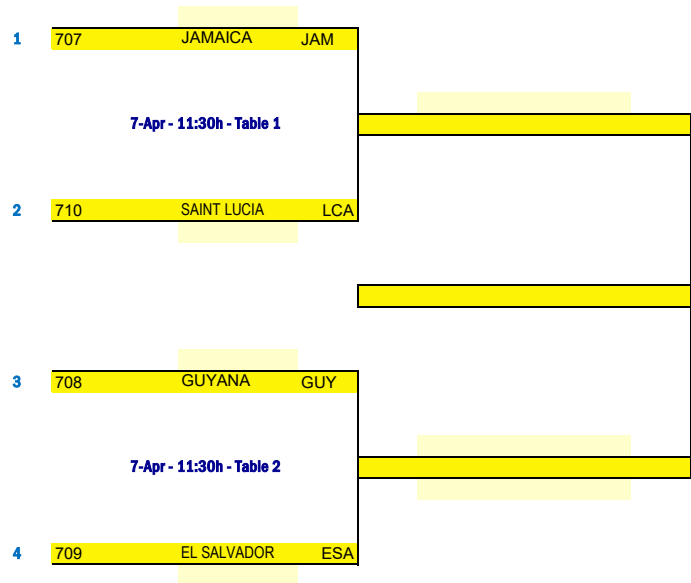 1 707 JAMAICA JAM
7-Apr - 11:30h - Table 1
2 710 SAINT LUCIA LCA
3 708 GUYANA GUY
7-Apr - 11:30h - Table 2
4 709 EL SALVADOR ESA